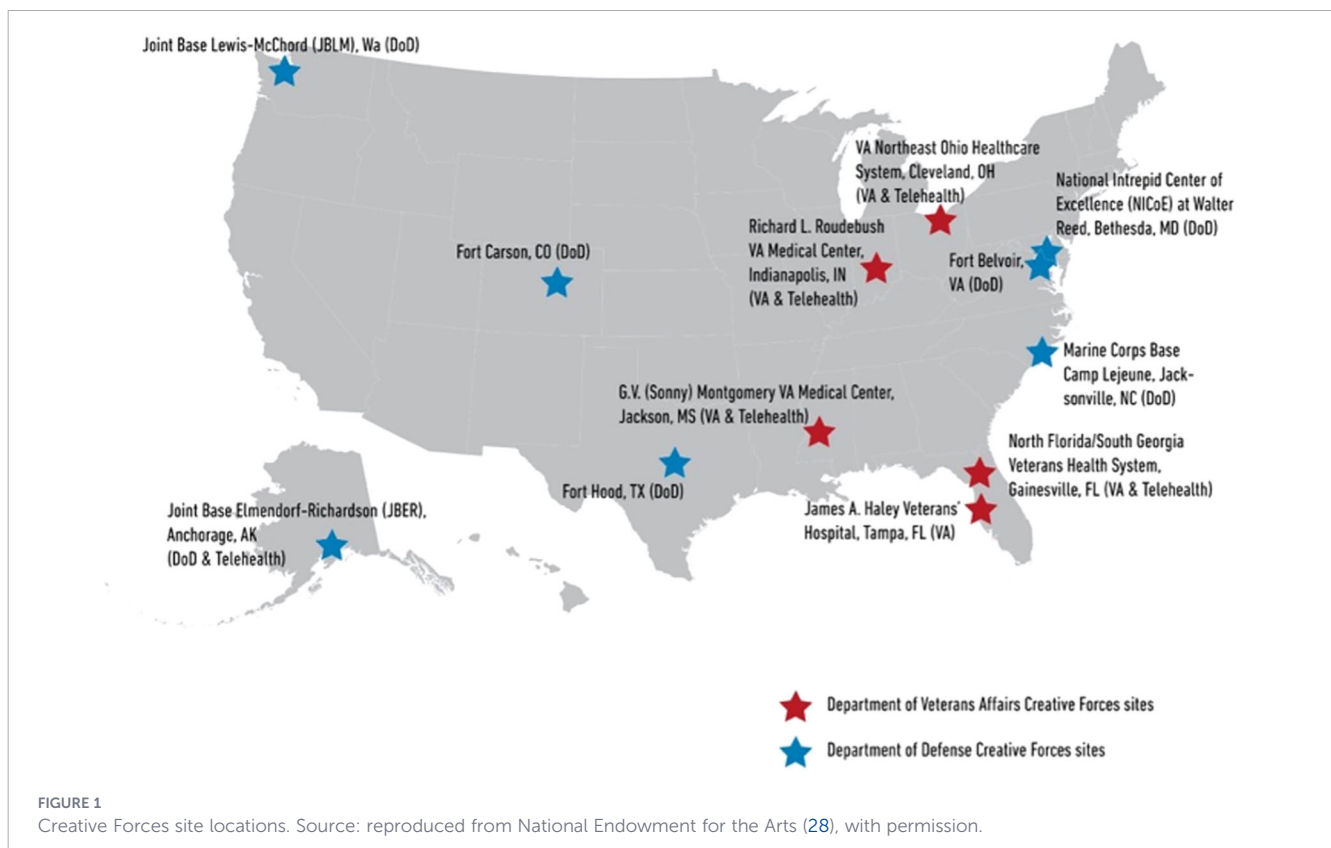 Joint Base Lewis-McChord (JBLM), Wa (DoD)
VA Northeast Ohio Healthcare
System, Cleveland, OH
(VA & Telehealth)
National Intrepid Center of
Excellence (NICoE) at Walter
Reed, Bethesda, MD (DoD)
Richard L. Roudebush
VA Medical Center,
Indianapolis, IN
(VA & Telehealth)
Fort Carson, CO (DoD)
Fort Belvoir,
VA (DoD)
Marine Corps Base
Camp Lejeune, Jack-
sonville, NC (DoD)
G.V. (Sonny) Montgomery VA Medical Center,
Jackson, MS (VA & Telehealth)
North Florida/South Georgia
Veterans Health System,
Gainesville, FL (VA & Telehealth)
Fort Hood, TX (DoD)
James A. Haley Veterans'
Hospital, Tampa, FL (VA)
Joint Base Elmendorf-Richardson (JBER),
Anchorage, AK
(DoD & Telehealth)
Department of Veterans Affairs Creative Forces sites
Department of Defense Creative Forces sites
FIGURE 1
Creative Forces site locations. Source: reproduced from National Endowment for the Arts (28), with permission.